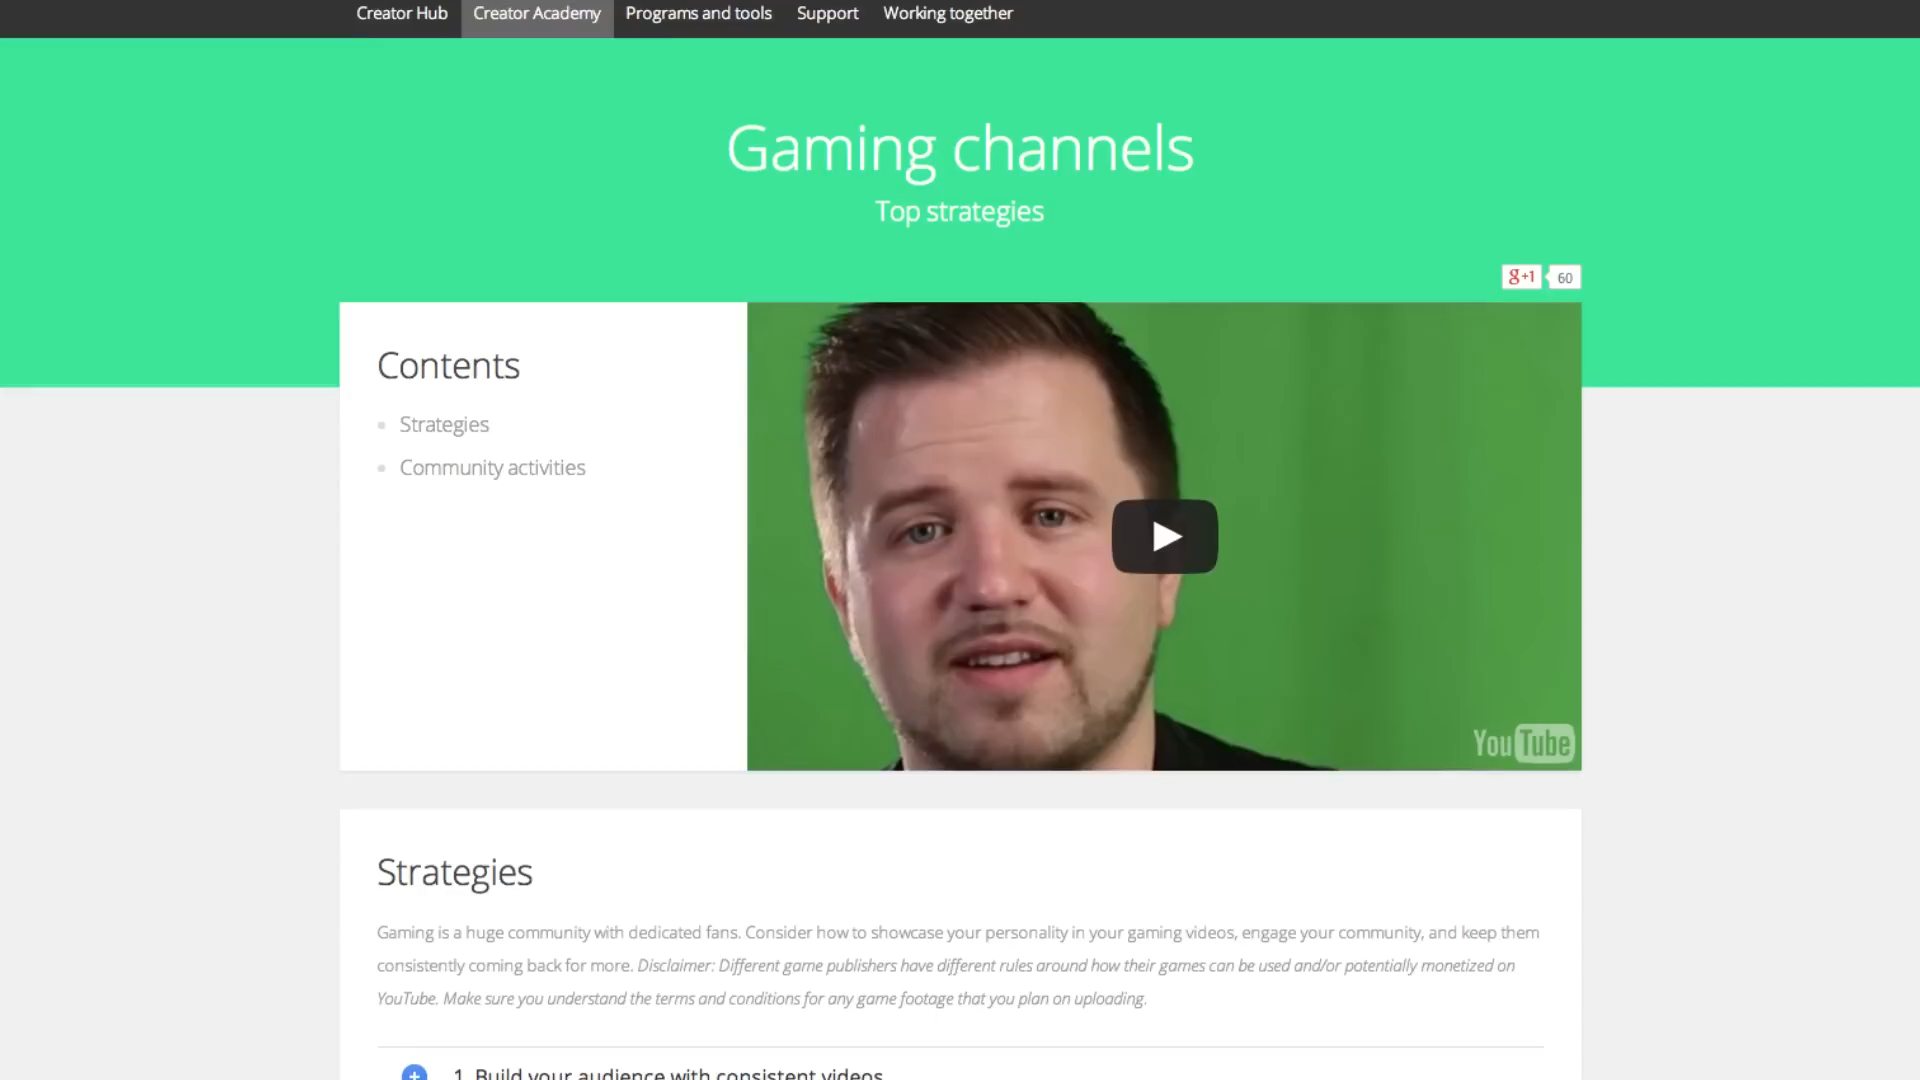 Creator Hub Creator Academy Programs and tools Support Working together
Gaming channels
Top strategies
g+1 60
Contents
Strategies
Community activities
YouTube
Strategies
Gaming is a huge community with dedicated fans. Consider how to showcase your personality in your gaming videos, engage your community, and keep them
consistently coming back for more. Disclaimer: Different game publishers have different rules around how their games can be used and/or potentially monetized on
YouTube. Make sure you understand the terms and conditions for any game footage that you plan on uploading.
1. Build your audience with consistent videos